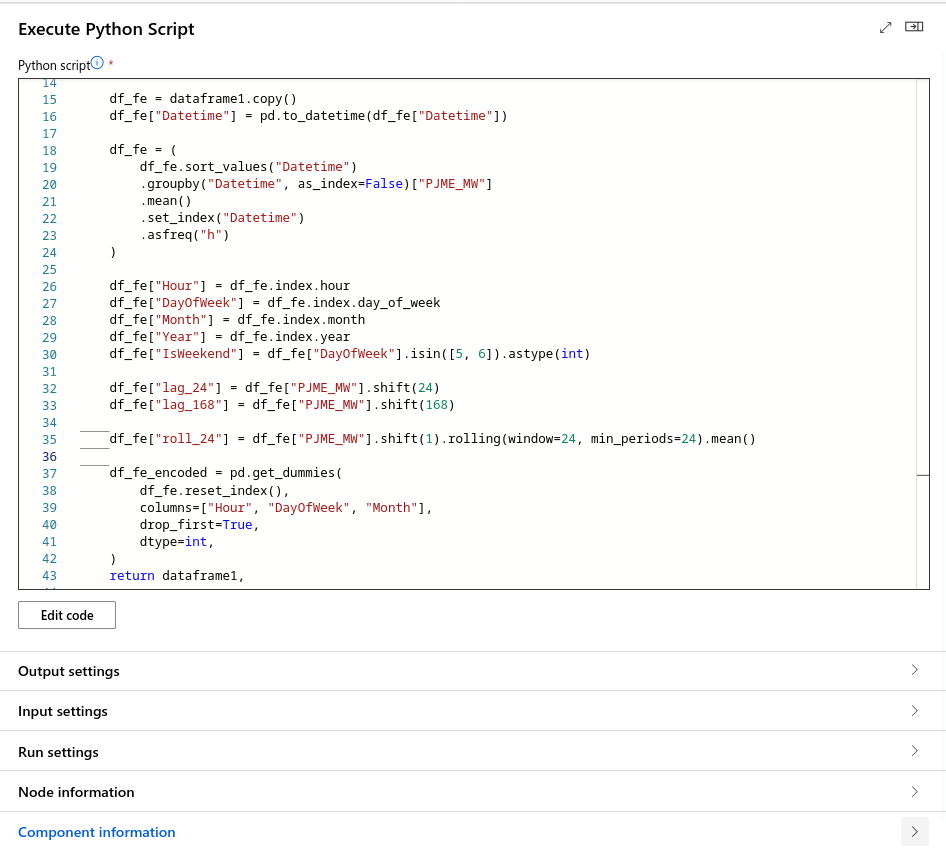 Execute Python Script
Python script *
14
15 df_fe = dataframe1.copy()
16 df_fe["Datetime"] = pd.to_datetime(df_fe["Datetime"])
17
18 df_fe = (
19 df_fe.sort_values("Datetime")
20 .groupby("Datetime", as_index=False)["PJME_MW"]
21 .mean()
22 .set_index("Datetime")
23 .asfreq("h")
24 )
25
26 df_fe["Hour"] = df_fe.index.hour
27 df_fe["DayOfWeek"] = df_fe.index.day_of_week
28 df_fe["Month"] = df_fe.index.month
29 df_fe["Year"] = df_fe.index.year
30 df_fe["IsWeekend"] = df_fe["DayOfWeek"].isin([5, 6]).astype(int)
31
32 df_fe["lag_24"] = df_fe["PJME_MW"].shift(24)
33 df_fe["lag_168"] = df_fe["PJME_MW"].shift(168)
34
35 df_fe["roll_24"] = df_fe["PJME_MW"].shift(1).rolling(window=24, min_periods=24).mean()
36
37 df_fe_encoded = pd.get_dummies(
38 df_fe.reset_index(),
39 columns=["Hour", "DayOfWeek", "Month"],
40 drop_first=True,
41 dtype=int,
42 )
43 return dataframe1,
Edit code
Output settings
Input settings
Run settings
Node information
Component information